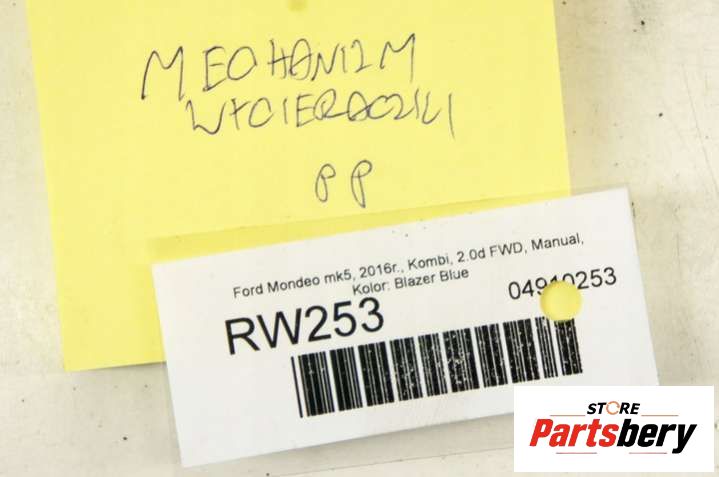 MECHANIZM
WYCIERACZKI
PP
Ford Mondeo mk5, 2016r., Kombi, 2.0d FWD, Manual,
Kolor: Blazer Blue
RW253
STORE
Partsbery